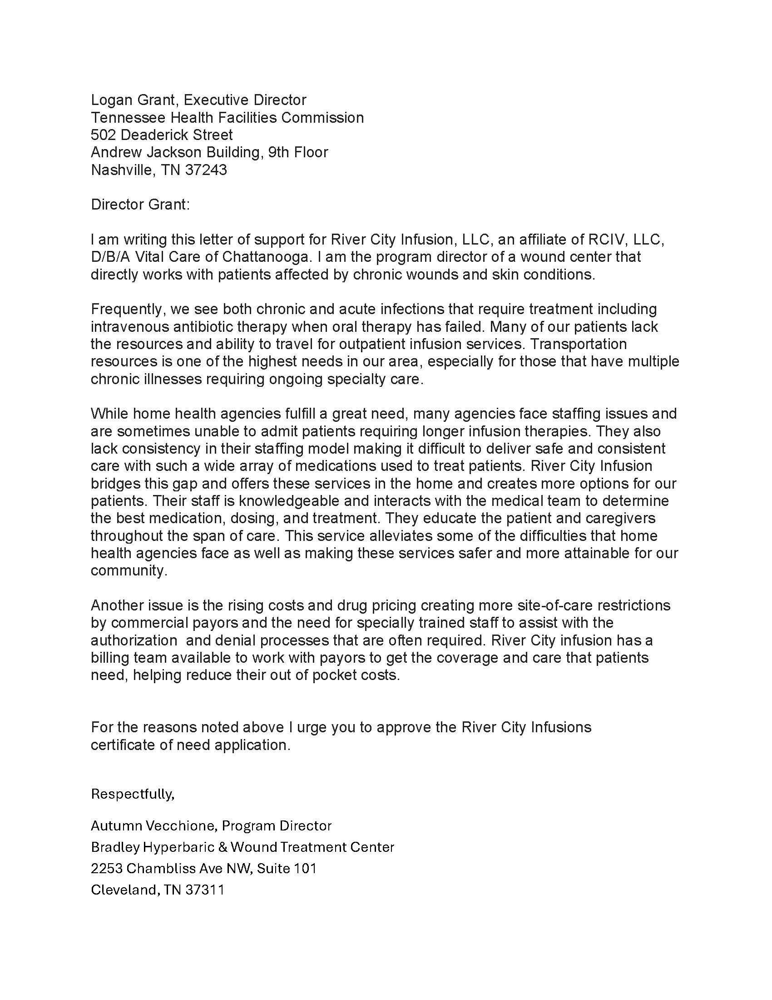 Logan Grant, Executive Director
Tennessee Health Facilities Commission
502 Deaderick Street
Andrew Jackson Building, 9th Floor
Nashville, TN 37243
Director Grant:
I am writing this letter of support for River City Infusion, LLC, an affiliate of RCIV, LLC,
D/B/A Vital Care of Chattanooga. I am the program director of a wound center that
directly works with patients affected by chronic wounds and skin conditions.
Frequently, we see both chronic and acute infections that require treatment including
intravenous antibiotic therapy when oral therapy has failed. Many of our patients lack
the resources and ability to travel for outpatient infusion services. Transportation
resources is one of the highest needs in our area, especially for those that have multiple
chronic illnesses requiring ongoing specialty care.
While home health agencies fulfill a great need, many agencies face staffing issues and
are sometimes unable to admit patients requiring longer infusion therapies. They also
lack consistency in their staffing model making it difficult to deliver safe and consistent
care with such a wide array of medications used to treat patients. River City Infusion
bridges this gap and offers these services in the home and creates more options for our
patients. Their staff is knowledgeable and interacts with the medical team to determine
the best medication, dosing, and treatment. They educate the patient and caregivers
throughout the span of care. This service alleviates some of the difficulties that home
health agencies face as well as making these services safer and more attainable for our
community.
Another issue is the rising costs and drug pricing creating more site-of-care restrictions
by commercial payors and the need for specially trained staff to assist with the
authorization  and denial processes that are often required. River City infusion has a
billing team available to work with payors to get the coverage and care that patients
need, helping reduce their out of pocket costs.
For the reasons noted above I urge you to approve the River City Infusions
certificate of need application.
Respectfully,
Autumn Vecchione, Program Director
Bradley Hyperbaric & Wound Treatment Center
2253 Chambliss Ave NW, Suite 101
Cleveland, TN 37311